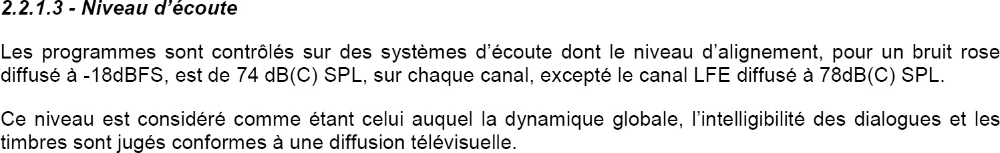 2.2.1.3 - Niveau d’écoute
Les programmes sont contrôlés sur des systèmes d’écoute dont le niveau d’alignement, pour un bruit rose
diffusé à -18dBFS, est de 74 dB(C) SPL, sur chaque canal, excepté le canal LFE diffusé à 78dB(C) SPL.
Ce niveau est considéré comme étant celui auquel la dynamique globale, l’intelligibilité des dialogues et les
timbres sont jugés conformes à une diffusion télévisuelle.